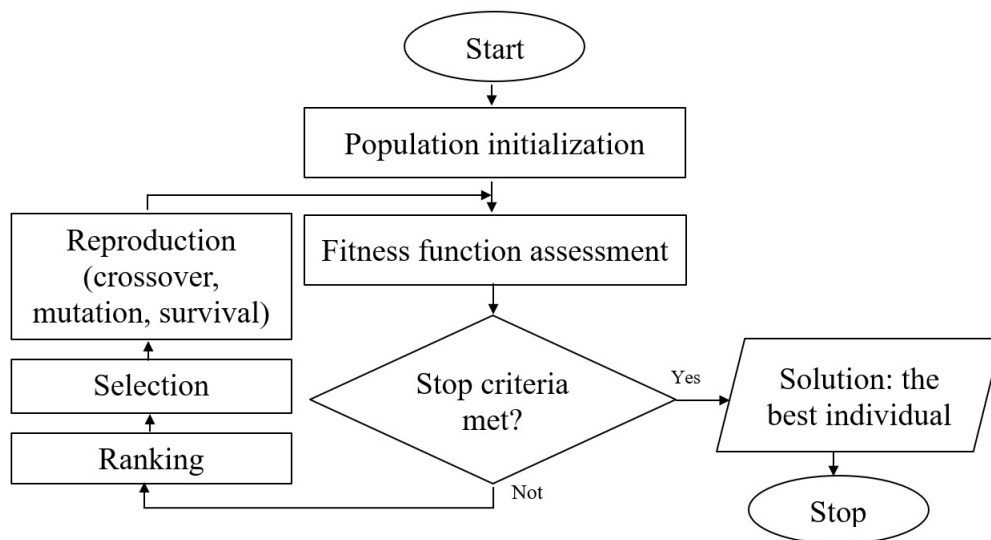 Start
Population initialization
Fitness function assessment
Reproduction
(crossover,
mutation, survival)
Selection
Ranking
Stop criteria
met?
Yes
Not
Solution: the
best individual
Stop